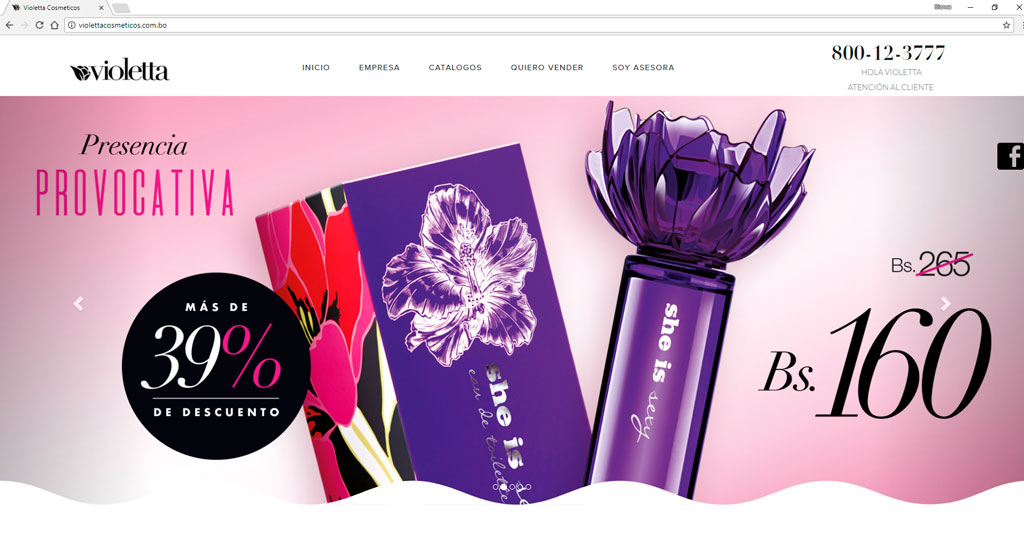 Violetta Cosmeticos
violettacosmeticos.com.bo
violetta
INICIO
EMPRESA
CATALOGOS
QUIERO VENDER
SOY ASESORA
800-12-3777
HOLA VIOLETTA
ATENCIÓN AL CLIENTE
Presencia
PROVOCATIVA
MÁS DE
39%
DE DESCUENTO
she is
eau de toilette
she is sexy
Bs. 265
Bs. 160
f